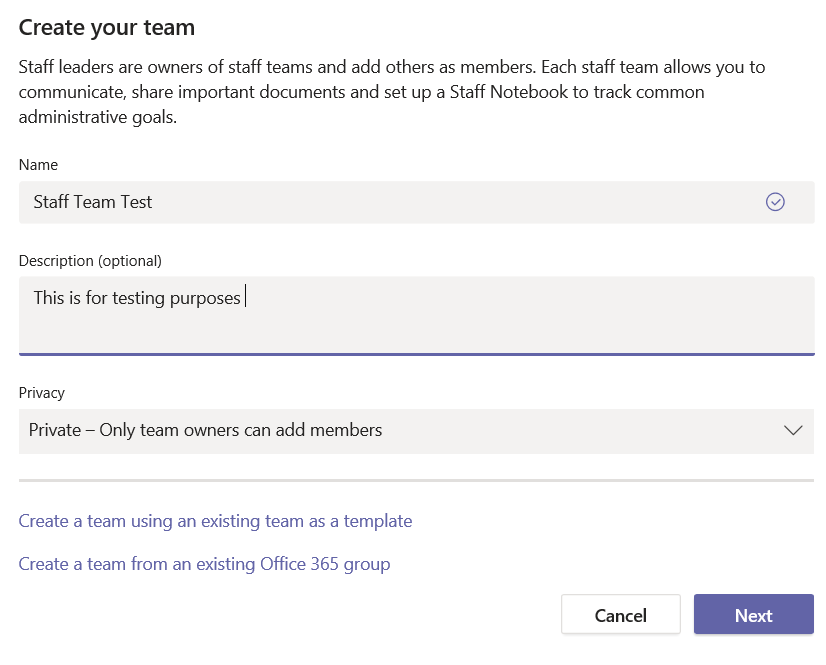 Create your team
Staff leaders are owners of staff teams and add others as members. Each staff team allows you to
communicate, share important documents and set up a Staff Notebook to track common
administrative goals.
Name
Staff Team Test
Description (optional)
This is for testing purposes
Privacy
Private – Only team owners can add members
Create a team using an existing team as a template
Create a team from an existing Office 365 group
Cancel
Next